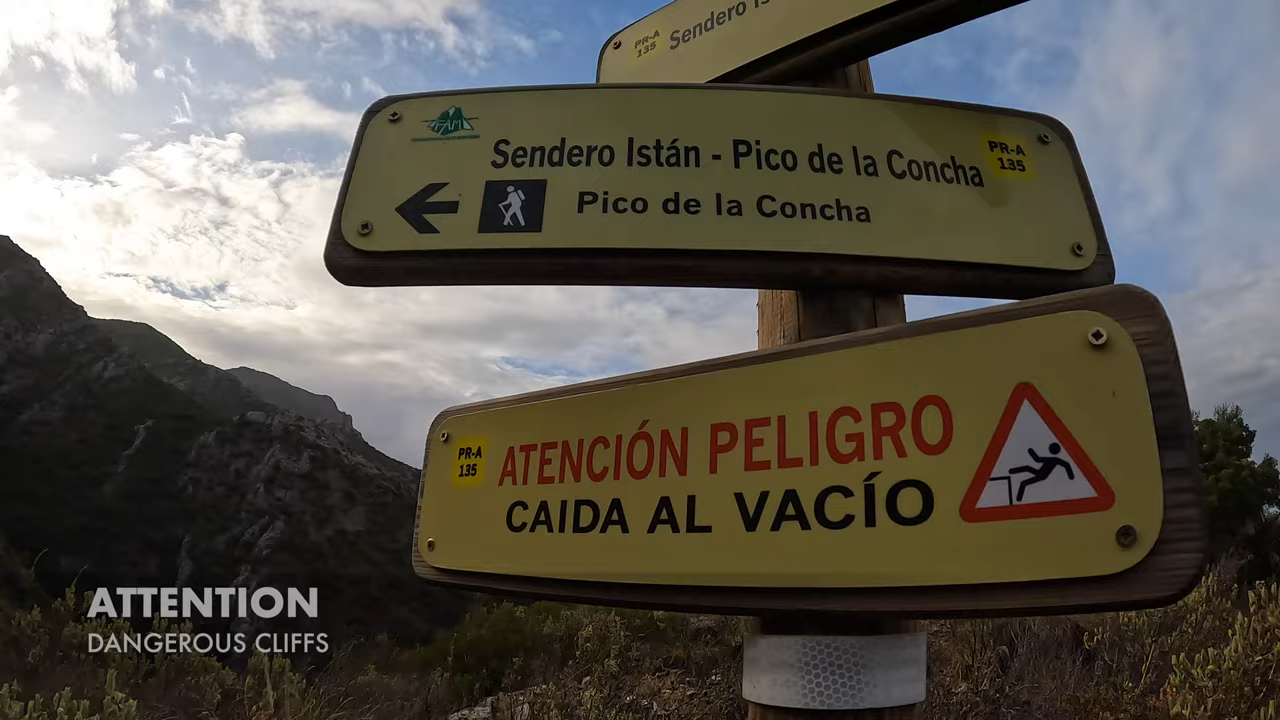 PR-A
135
Sendero Is
FAM
Sendero Istán - Pico de la Concha
PR-A
135
Pico de la Concha
PR-A
135
ATENCIÓN PELIGRO
CAIDA AL VACÍO
ATTENTION
DANGEROUS CLIFFS